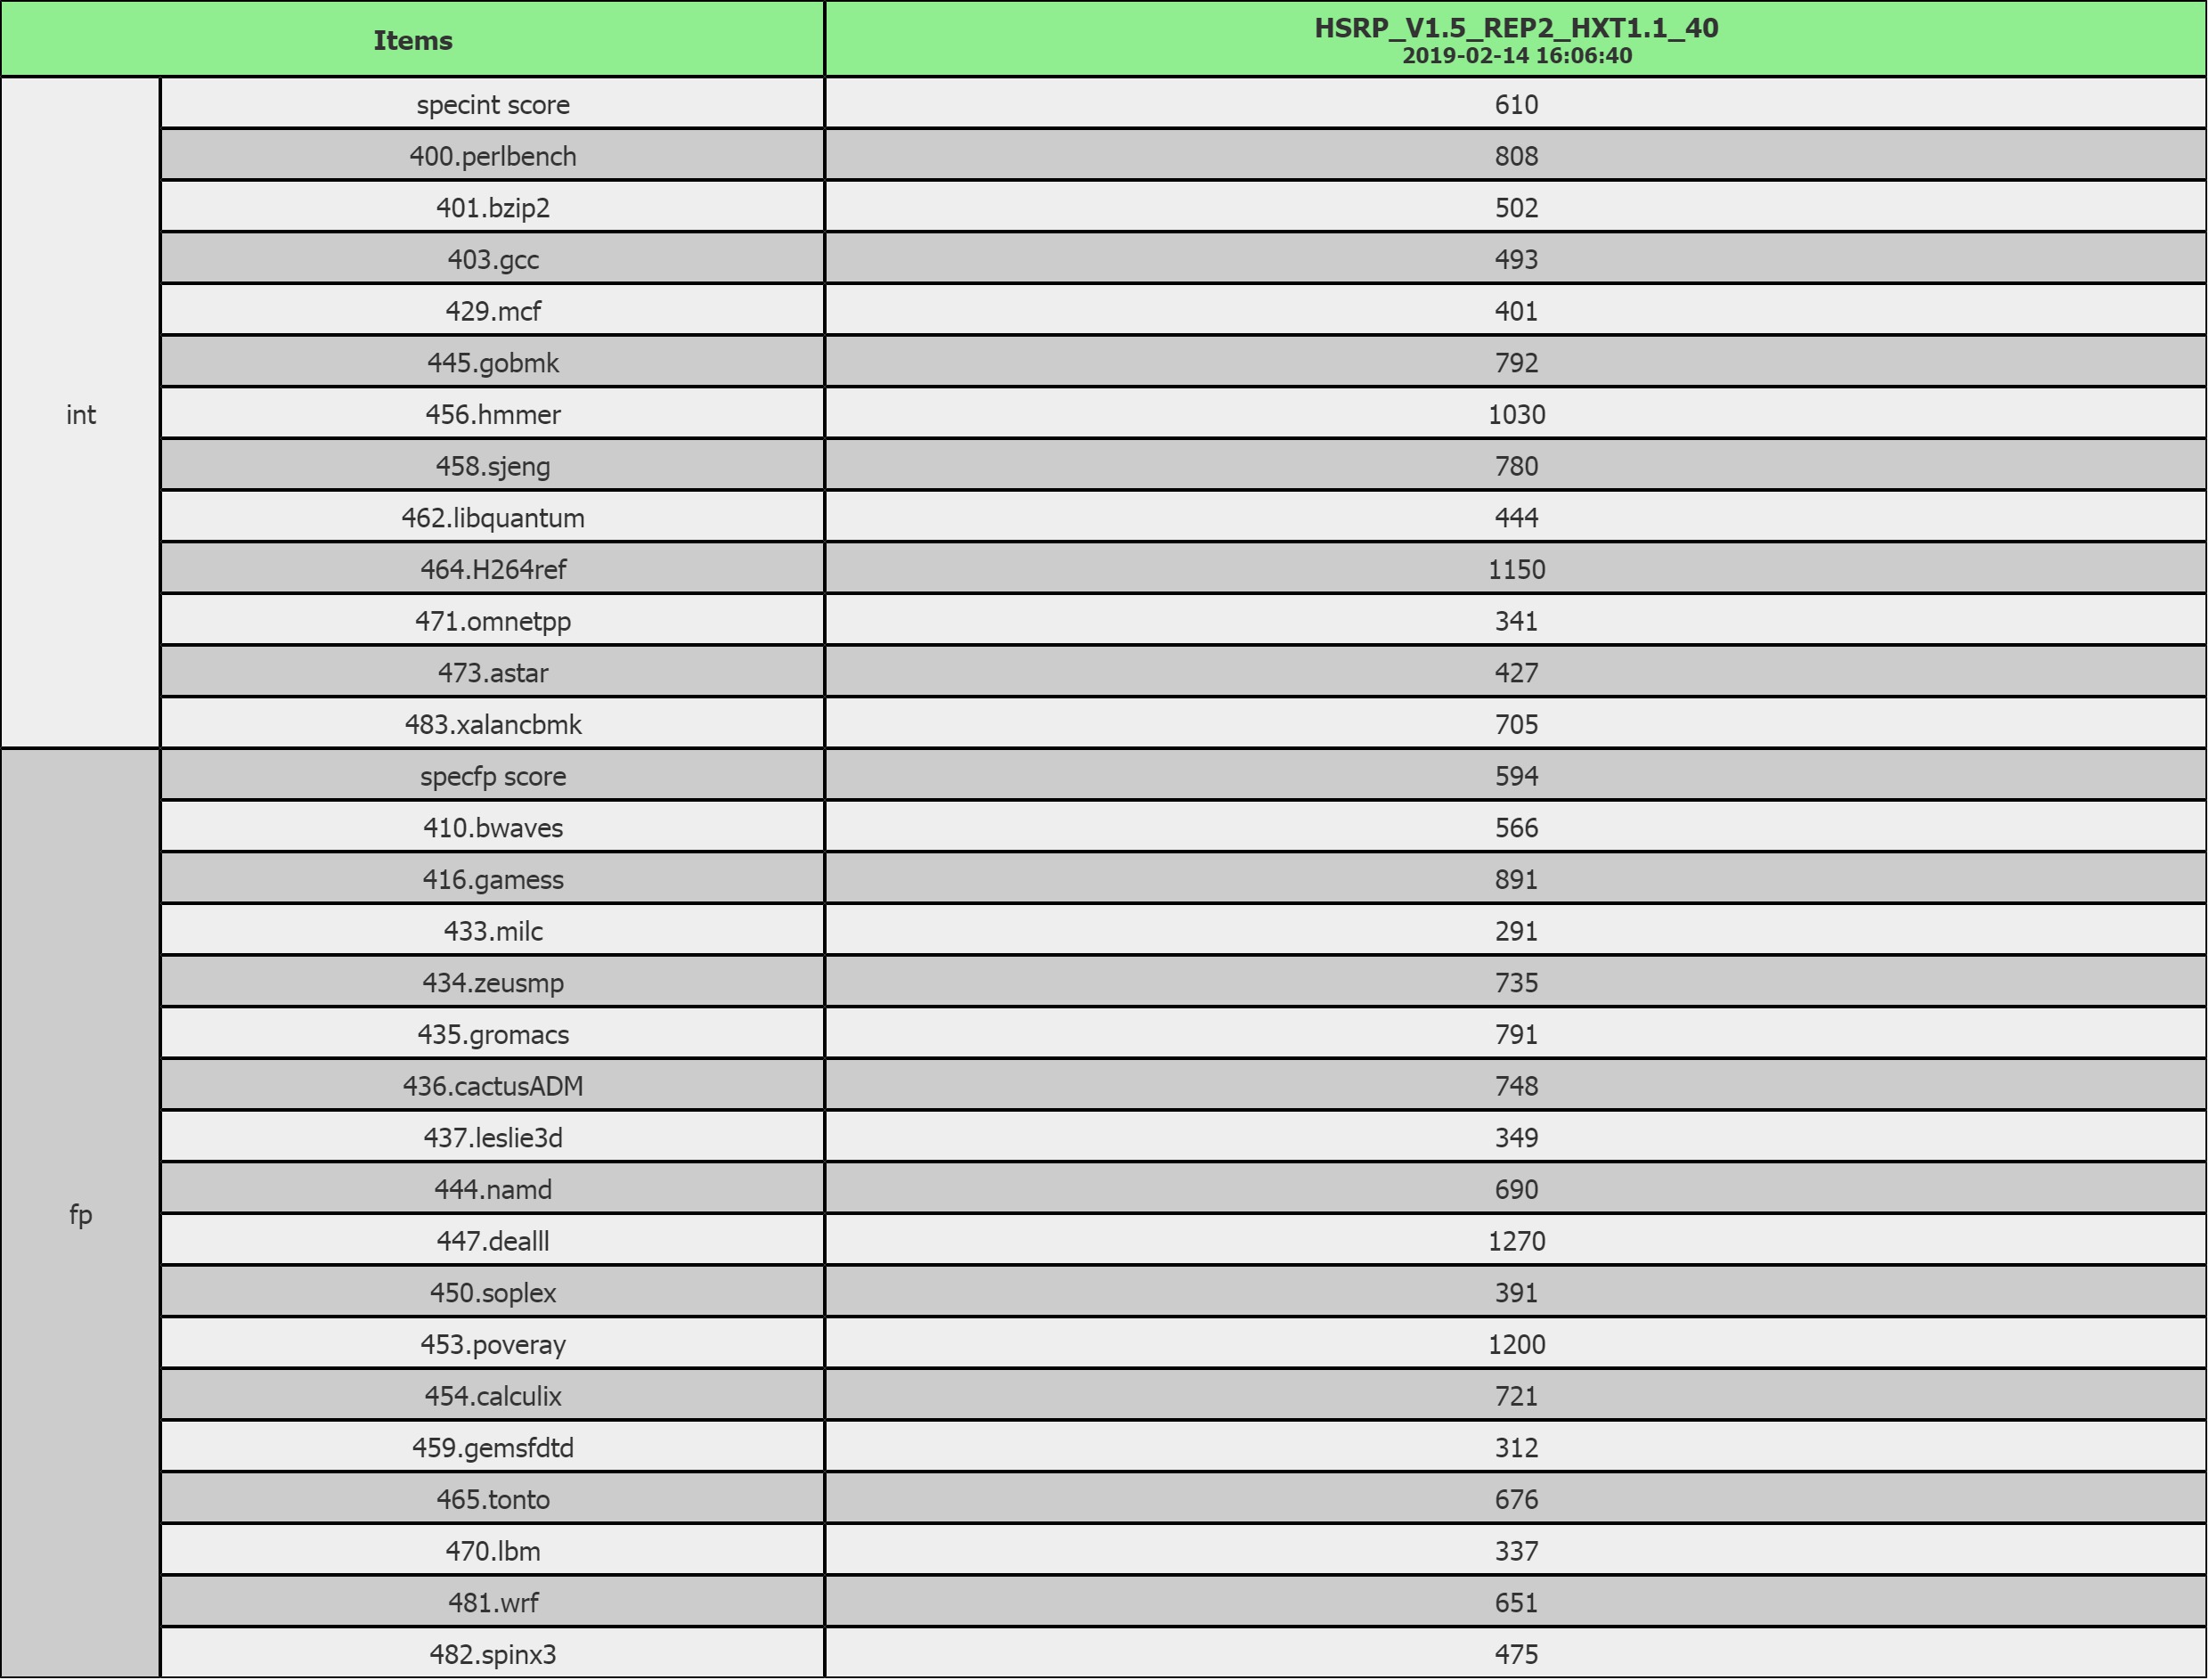 Items HSRP_V1.5_REP2_HXT1.1_40
2019-02-14 16:06:40
int
specint score 610
400.perlbench 808
401.bzip2 502
403.gcc 493
429.mcf 401
445.gobmk 792
456.hmmer 1030
458.sjeng 780
462.libquantum 444
464.H264ref 1150
471.omnetpp 341
473.astar 427
483.xalancbmk 705
fp
specfp score 594
410.bwaves 566
416.gamess 891
433.milc 291
434.zeusmp 735
435.gromacs 791
436.cactusADM 748
437.leslie3d 349
444.namd 690
447.dealll 1270
450.soplex 391
453.poveray 1200
454.calculix 721
459.gemsfdtd 312
465.tonto 676
470.lbm 337
481.wrf 651
482.spinx3 475